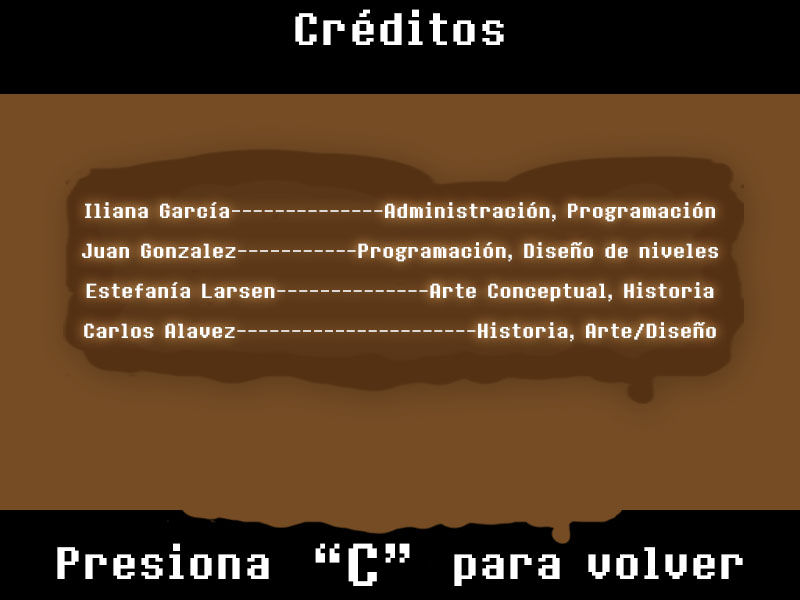 Créditos
Iliana García--------------Administración, Programación
Juan Gonzalez-----------Programación, Diseño de niveles
Estefanía Larsen--------------Arte Conceptual, Historia
Carlos Alavez----------------------Historia, Arte/Diseño
Presiona “C” para volver